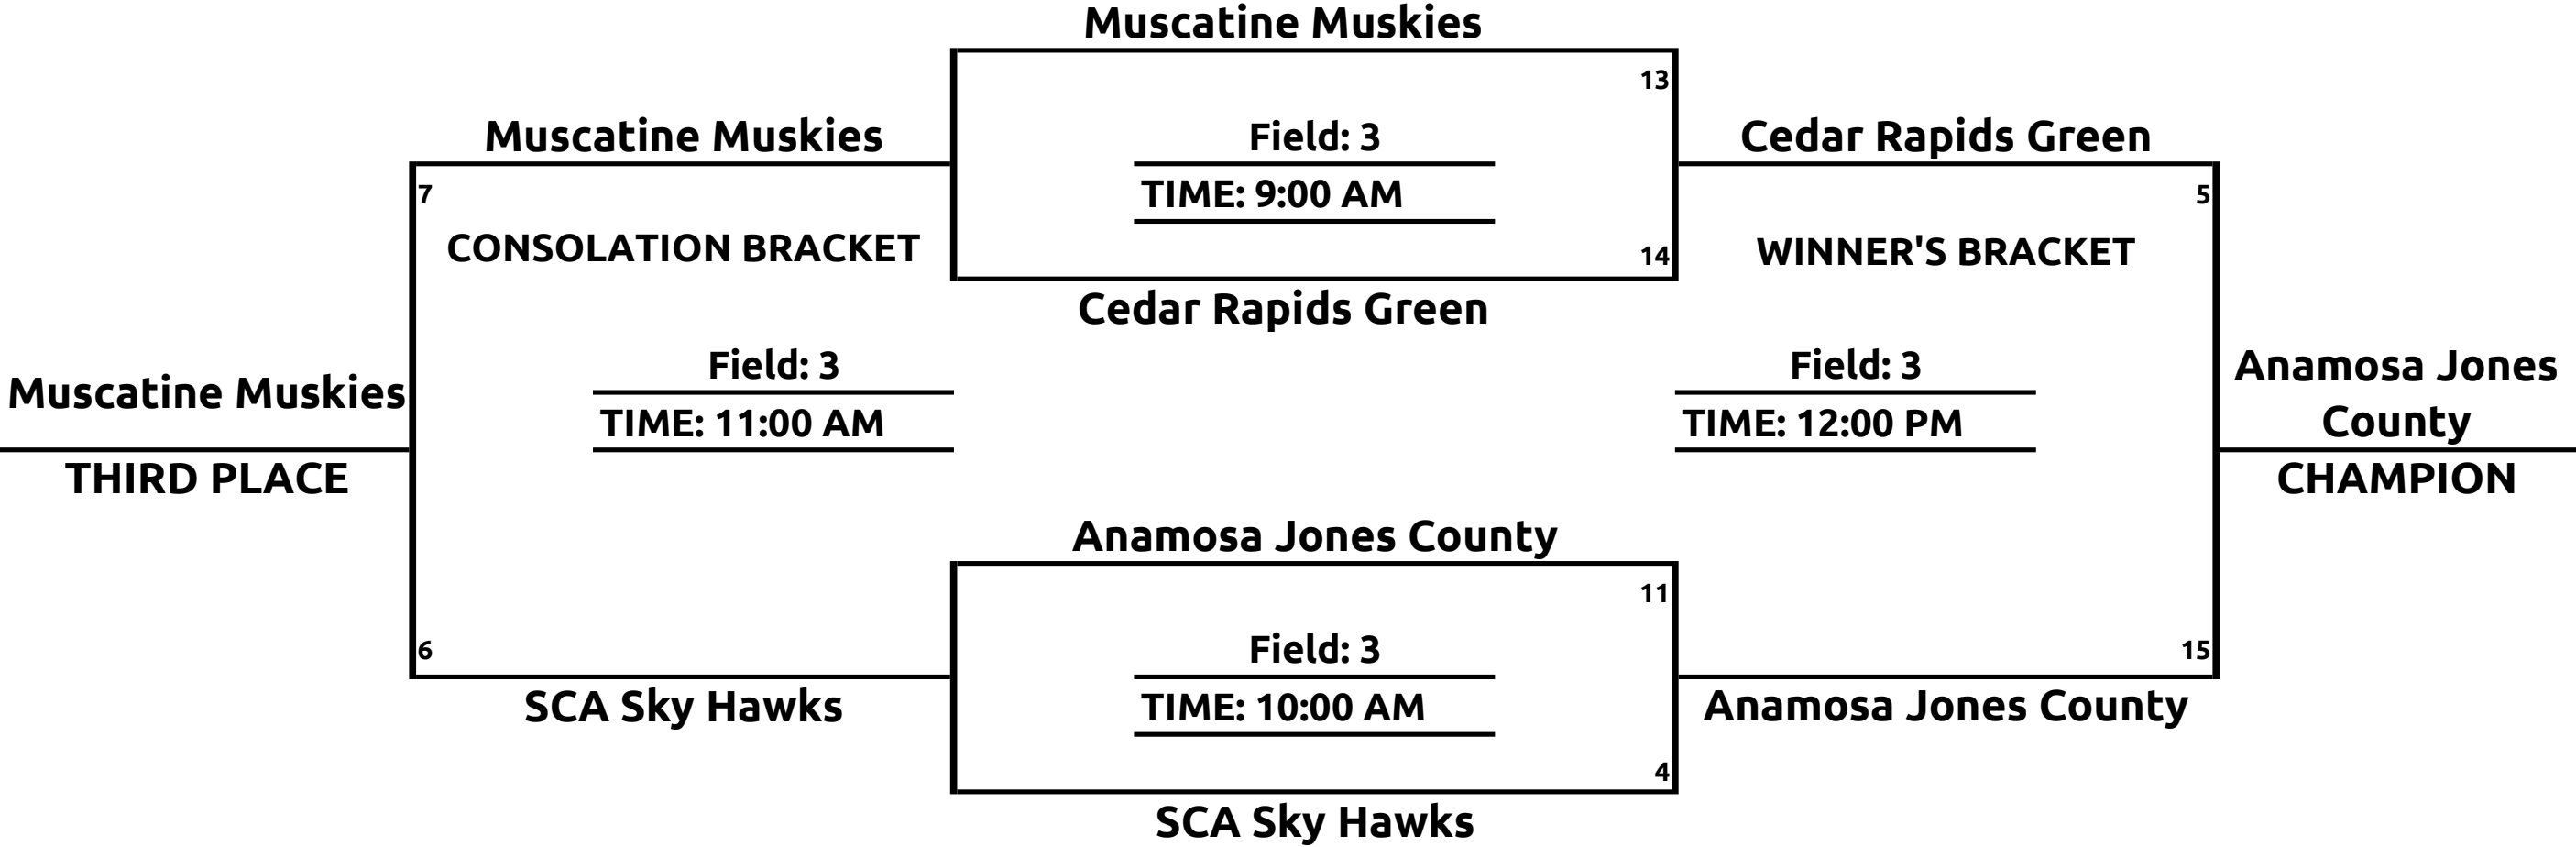 Muscatine Muskies
13
Muscatine Muskies
Field: 3
Cedar Rapids Green
7
TIME: 9:00 AM
5
CONSOLATION BRACKET
14
WINNER'S BRACKET
Cedar Rapids Green
Field: 3
Field: 3
Anamosa Jones
Muscatine Muskies
TIME: 11:00 AM
TIME: 12:00 PM
County
THIRD PLACE
CHAMPION
Anamosa Jones County
11
6
Field: 3
15
SCA Sky Hawks
TIME: 10:00 AM
Anamosa Jones County
4
SCA Sky Hawks